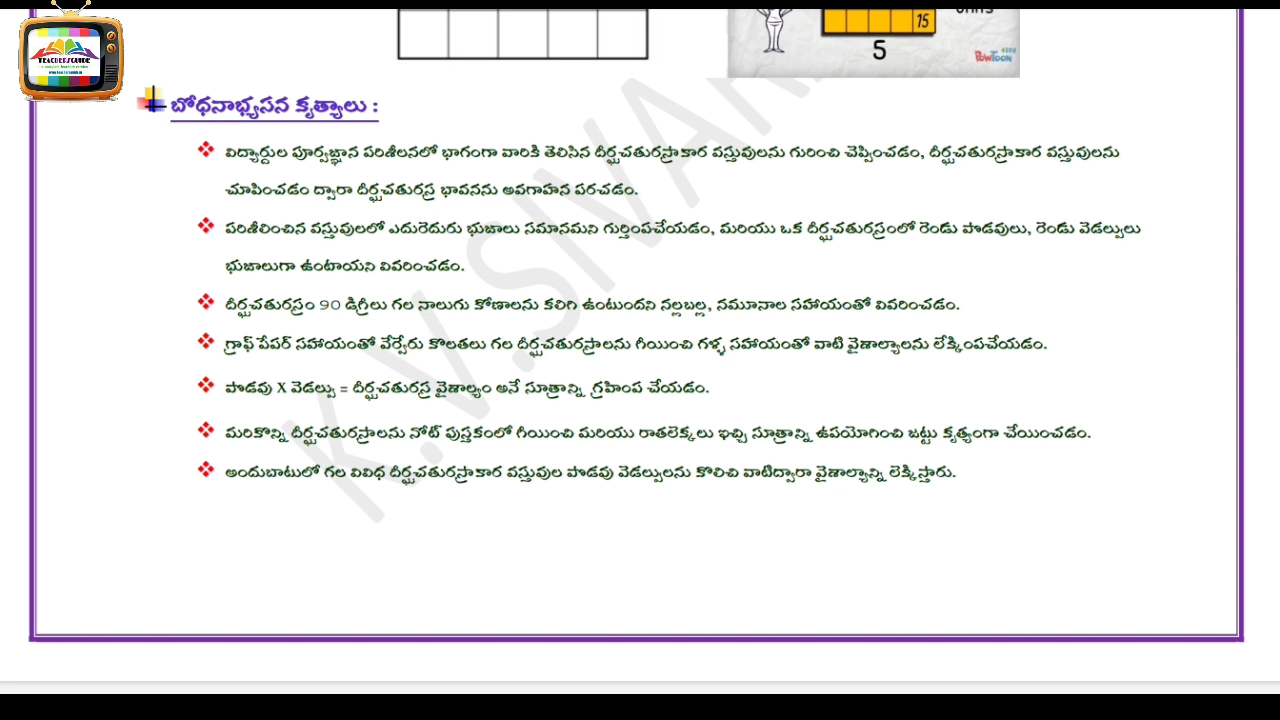 15
5
POWTOON
TEACHERSGUIDE
బోధనాభ్యసన కృత్యాలు :
విద్యార్థుల పూర్వజ్ఞాన పరిశీలనలో భాగంగా వారికి తెలిసిన దీర్ఘచతురస్రాకార వస్తువులను గురించి చెప్పించడం, దీర్ఘచతురస్రాకార వస్తువులను
చూపించడం ద్వారా దీర్ఘచతురస్ర భావనను అవగాహన పరచడం.
పరిశీలించిన వస్తువులలో ఎదురెదురు భుజాలు సమానమని గుర్తింపచేయడం, మరియు ఒక దీర్ఘచతురస్రంలో రెండు పొడవులు, రెండు వెడల్పులు
భుజాలుగా ఉంటాయని వివరించడం.
దీర్ఘచతురస్రం 90 డిగ్రీలు గల నాలుగు కోణాలను కలిగి ఉంటుందని నల్లబల్ల, నమూనాల సహాయంతో వివరించడం.
గ్రాఫ్ పేపర్ సహాయంతో వేర్వేరు కొలతలు గల దీర్ఘచతురస్రాలను గీయించి గళ్ళ సహాయంతో వాటి వైశాల్యాలను లేక్కింపచేయడం.
పొడవు X వెడల్పు = దీర్ఘచతురస్ర వైశాల్యం అనే సూత్రాన్ని గ్రహింప చేయడం.
మరికొన్ని దీర్ఘచతురస్రాలను నోట్ పుస్తకంలో గీయించి మరియు రాతలెక్కలు ఇచ్చి సూత్రాన్ని ఉపయోగించి జట్టు కృత్యంగా చేయించడం.
అందుబాటులో గల వివిధ దీర్ఘచతురస్రాకార వస్తువుల పొడవు వెడల్పులను కొలిచి వాటిద్వారా వైశాల్యాన్ని లెక్కిస్తారు.